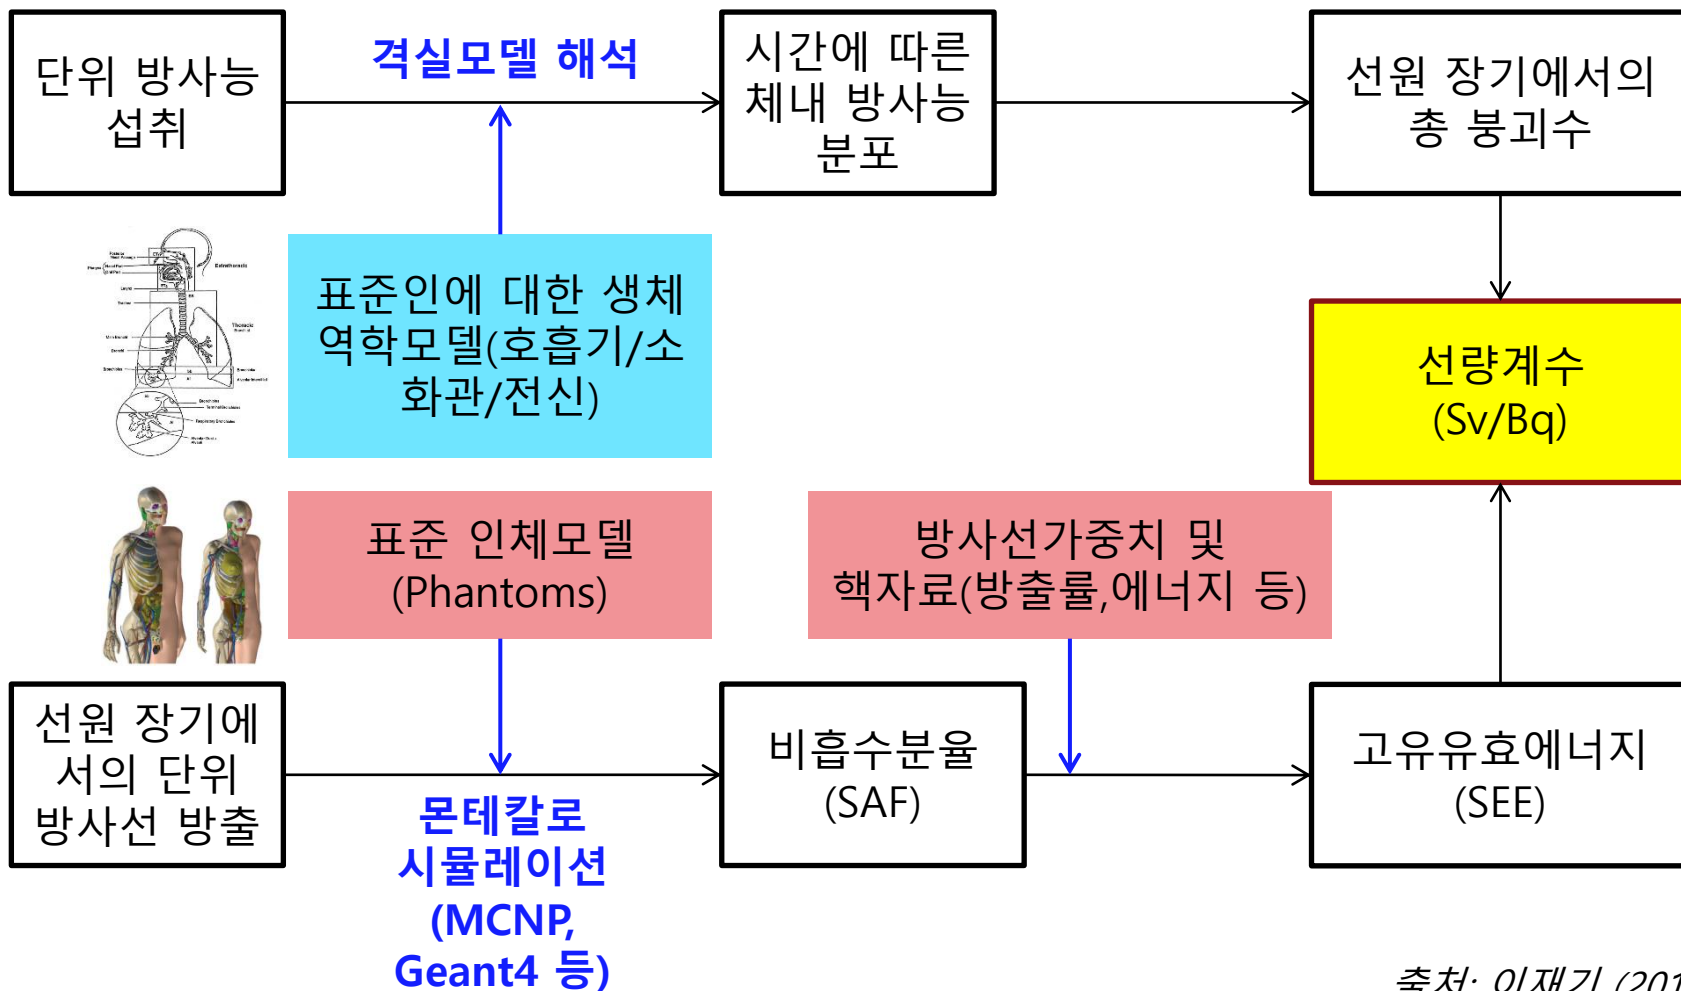 단위 방사능
섭취
격실모델 해석
시간에 따른
체내 방사능
분포
선원 장기에서의
총 붕괴수
표준인에 대한 생체
역학모델(호흡기/소
화관/전신)
선량계수
(Sv/Bq)
표준 인체모델
(Phantoms)
방사선가중치 및
핵자료(방출률,에너지 등)
선원 장기에
서의 단위
방사선 방출
몬테칼로
시뮬레이션
(MCNP,
Geant4 등)
비흡수분율
(SAF)
고유유효에너지
(SEE)
출처: 이재기 (201